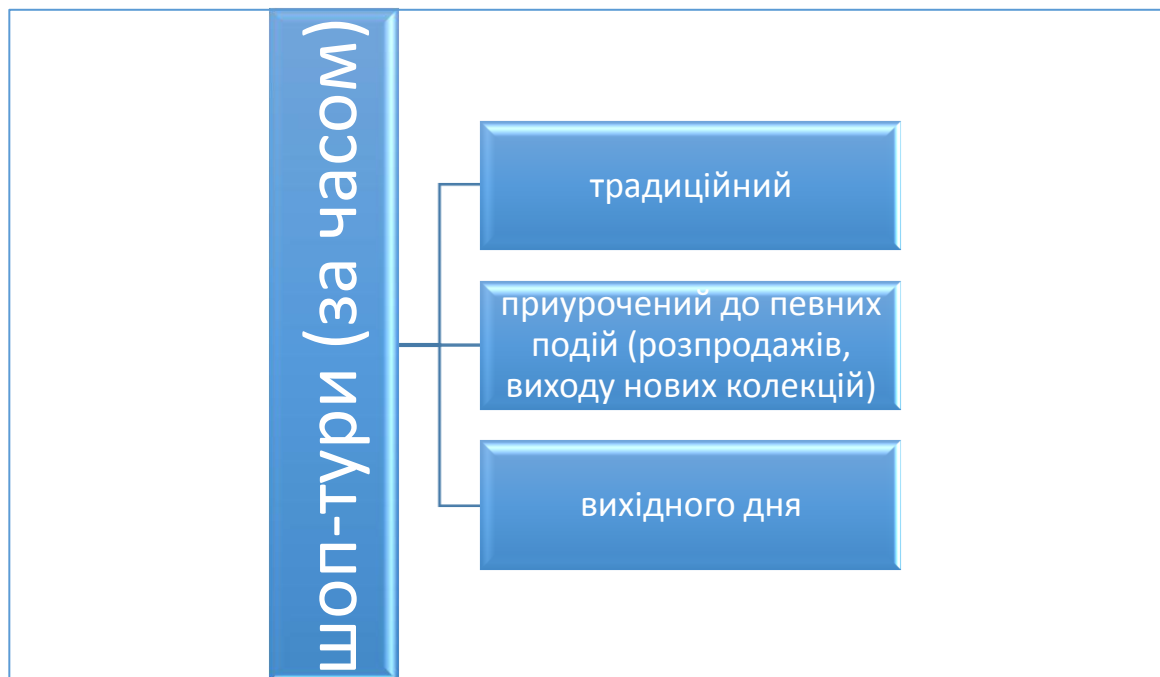 шоп-тури (за часом)
традиційний
приурочений до певних
подій (розпродажів,
виходу нових колекцій)
вихідного дня